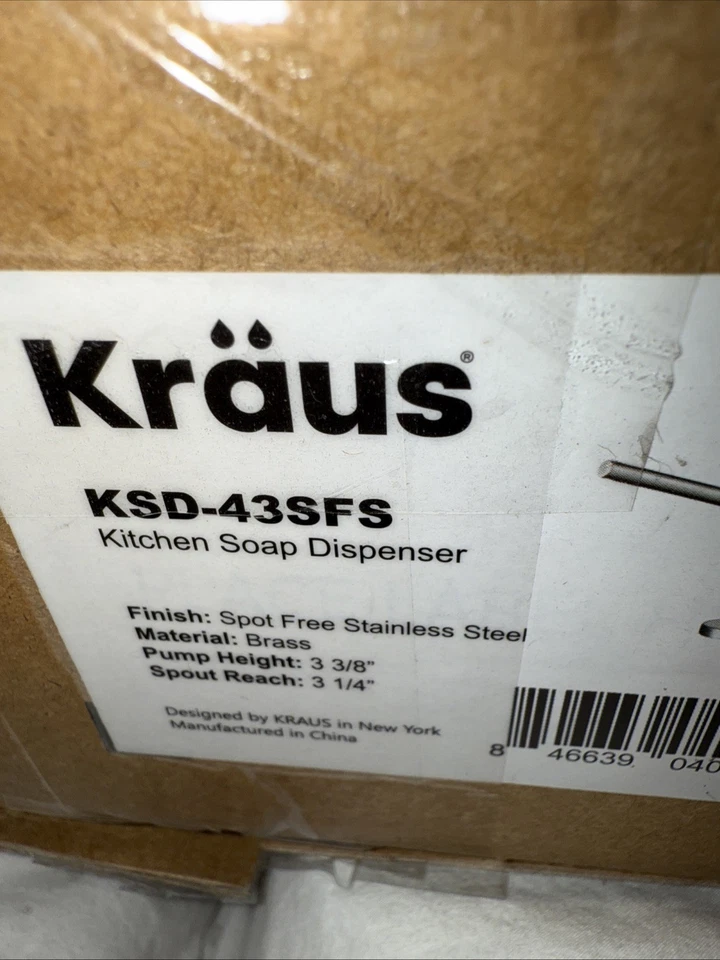 Kräus®
KSD-43SFS
Kitchen Soap Dispenser
Finish: Spot Free Stainless Steel
Material: Brass
Pump Height: 3 3/8"
Spout Reach: 3 1/4"
Designed by KRAUS in New York
Manufactured in China
8 46639 040